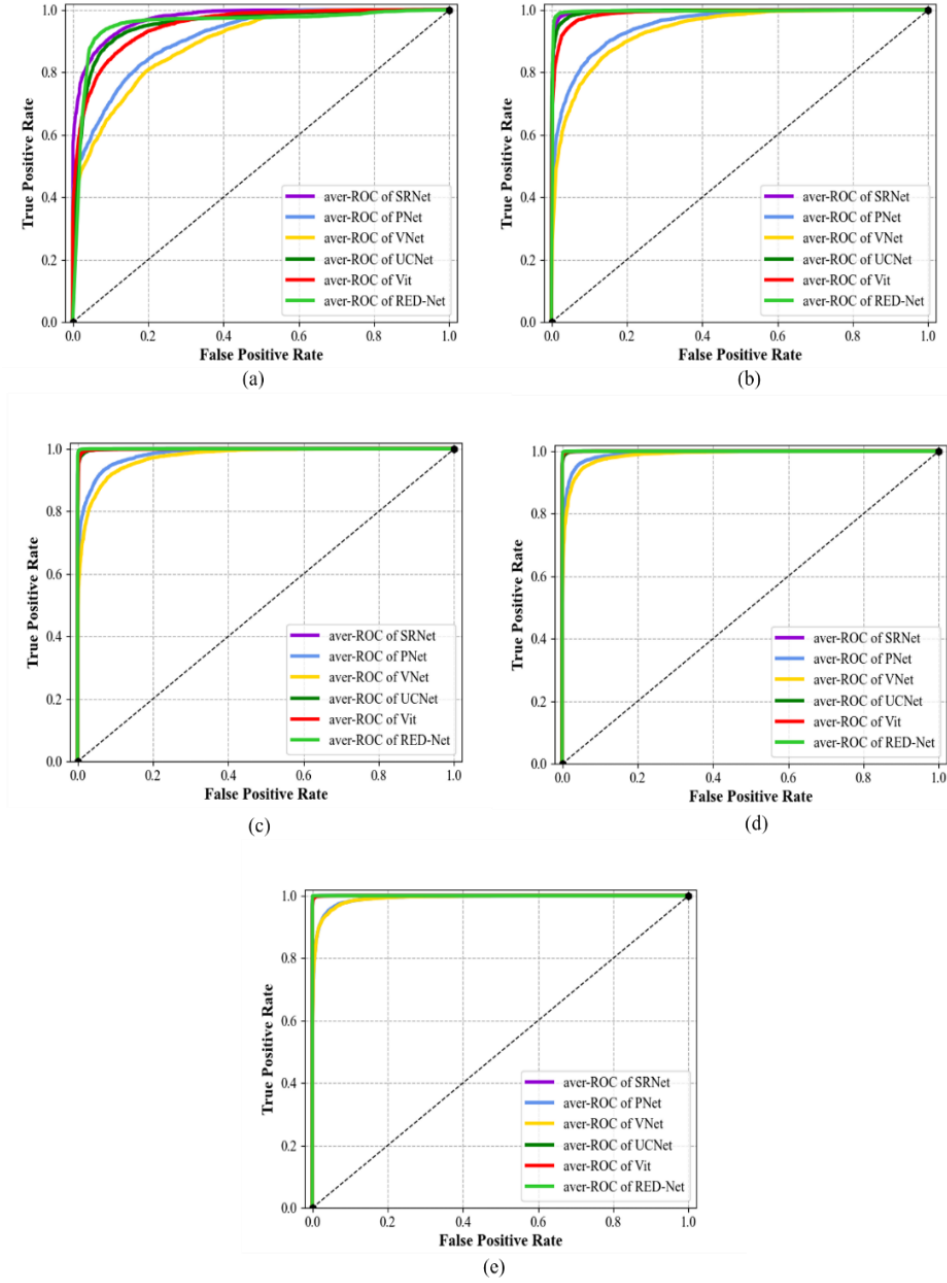 1.0
0.8
0.6
0.4
0.2
0.0
True Positive Rate
aver-ROC of SRNet
aver-ROC of PNet
aver-ROC of VNet
aver-ROC of UCNet
aver-ROC of Vit
aver-ROC of RED-Net
0.0 0.2 0.4 0.6 0.8 1.0
False Positive Rate
(a)
1.0
0.8
0.6
0.4
0.2
0.0
True Positive Rate
aver-ROC of SRNet
aver-ROC of PNet
aver-ROC of VNet
aver-ROC of UCNet
aver-ROC of Vit
aver-ROC of RED-Net
0.0 0.2 0.4 0.6 0.8 1.0
False Positive Rate
(b)
1.0
0.8
0.6
0.4
0.2
0.0
True Positive Rate
aver-ROC of SRNet
aver-ROC of PNet
aver-ROC of VNet
aver-ROC of UCNet
aver-ROC of Vit
aver-ROC of RED-Net
0.0 0.2 0.4 0.6 0.8 1.0
False Positive Rate
(c)
1.0
0.8
0.6
0.4
0.2
0.0
True Positive Rate
aver-ROC of SRNet
aver-ROC of PNet
aver-ROC of VNet
aver-ROC of UCNet
aver-ROC of Vit
aver-ROC of RED-Net
0.0 0.2 0.4 0.6 0.8 1.0
False Positive Rate
(d)
1.0
0.8
0.6
0.4
0.2
0.0
True Positive Rate
aver-ROC of SRNet
aver-ROC of PNet
aver-ROC of VNet
aver-ROC of UCNet
aver-ROC of Vit
aver-ROC of RED-Net
0.0 0.2 0.4 0.6 0.8 1.0
False Positive Rate
(e)